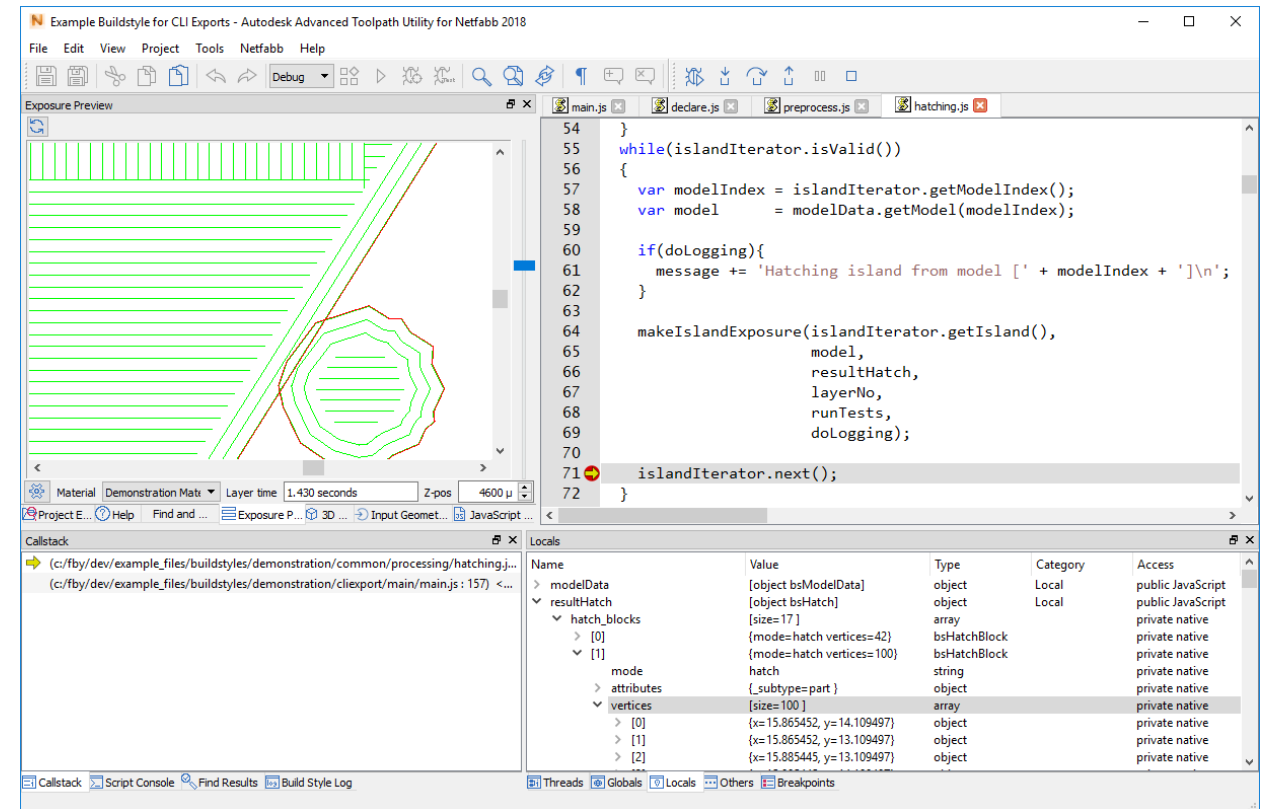 Example Buildstyle for CLI Exports - Autodesk Advanced Toolpath Utility for Netfabb 2018
File Edit View Project Tools Netfabb Help
Debug
Exposure Preview
Material Demonstration Mate Layer time 1.430 seconds Z-pos 4600 µ
Project E... Help Find and ... Exposure P... 3D ... Input Geomet... JavaScript ...
main.js declare.js preprocess.js hatching.js
54 }
55 while(islandIterator.isValid())
56 {
57 var modelIndex = islandIterator.getModelIndex();
58 var model = modelData.getModel(modelIndex);
59
60 if(doLogging){
61 message += 'Hatching island from model [' + modelIndex + ']\n';
62 }
63
64 makeIslandExposure(islandIterator.getIsland(),
65 model,
66 resultHatch,
67 layerNo,
68 runTests,
69 doLogging);
70
71 islandIterator.next();
72 }
Callstack
(c:/fby/dev/example_files/buildstyles/demonstration/common/processing/hatching.j...
(c:/fby/dev/example_files/buildstyles/demonstration/cliexport/main/main.js : 157) <...
Callstack Script Console Find Results Build Style Log
Locals
Name Value Type Category Access
modelData [object bsModelData] object Local public JavaScript
resultHatch [object bsHatch] object Local public JavaScript
hatch_blocks [size=17 ] array private native
[0] {mode=hatch vertices=42} bsHatchBlock private native
[1] {mode=hatch vertices=100} bsHatchBlock private native
mode hatch string private native
attributes {_subtype=part } object private native
vertices [size=100 ] array private native
[0] {x=15.865452, y=14.109497} object private native
[1] {x=15.865452, y=13.109497} object private native
[2] {x=15.885445, y=13.109497} object private native
Threads Globals Locals Others Breakpoints